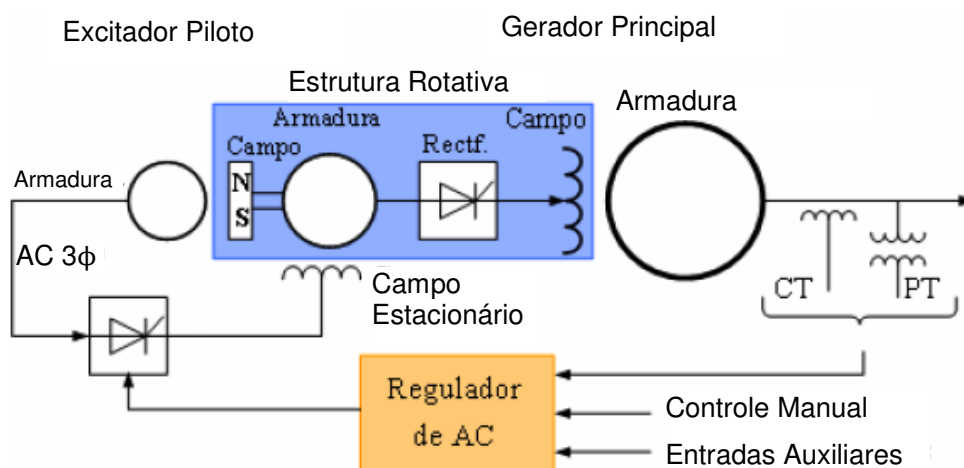 Excitador Piloto
Gerador Principal
Estrutura Rotativa
Armadura
Armadura
Campo
Campo
Rectf.
Armadura
N
S
AC 3ϕ
Campo
Estacionário
CT
PT
Regulador
de AC
Controle Manual
Entradas Auxiliares